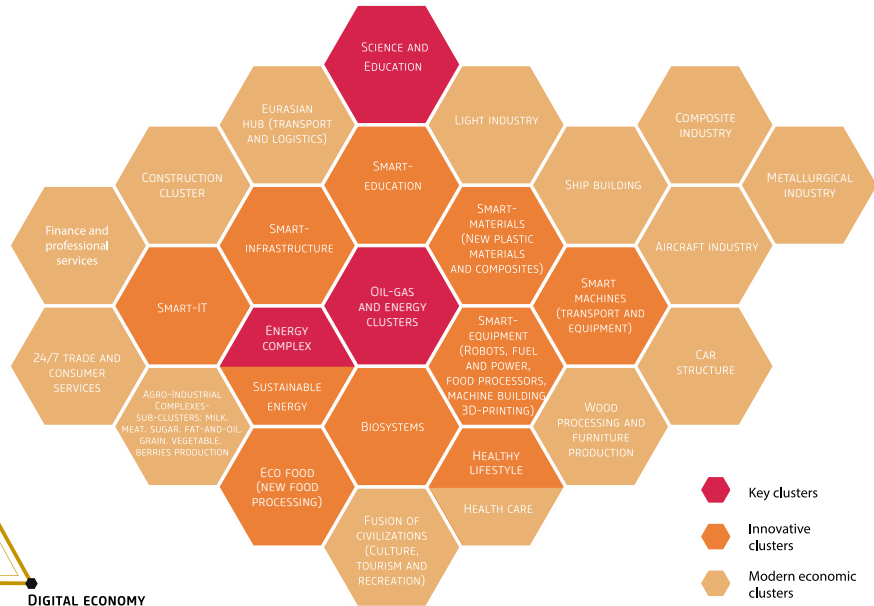 SCIENCE AND
EDUCATION
EURASIAN
HUB (TRANSPORT
AND LOGISTICS)
LIGHT INDUSTRY
COMPOSITE
INDUSTRY
CONSTRUCTION
CLUSTER
SMART-
EDUCATION
SHIP BUILDING
METALLURGICAL
INDUSTRY
Finance and
professional
services
SMART-
INFRASTRUCTURE
SMART-
MATERIALS
(NEW PLASTIC
MATERIALS
AND COMPOSITES)
AIRCRAFT INDUSTRY
SMART-IT
OIL-GAS
AND ENERGY
CLUSTERS
SMART
MACHINES
(TRANSPORT AND
EQUIPMENT)
ENERGY
COMPLEX
24/7 TRADE AND
CONSUMER
SERVICES
SMART-
EQUIPMENT
(ROBOTS, FUEL
AND POWER,
FOOD PROCESSORS,
MACHINE BUILDING
3D-PRINTING)
CAR
STRUCTURE
SUSTAINABLE
ENERGY
AGRO-INDUSTRIAL
COMPLEXES-
SUB-CLUSTERS: MILK.
MEAT. SUGAR. FAT-AND-OIL.
GRAIN. VEGETABLE.
BERRIES PRODUCTION
BIOSYSTEMS
WOOD
PROCESSING AND
FURNITURE
PRODUCTION
HEALTHY
LIFESTYLE
ECO FOOD
(NEW FOOD
PROCESSING)
HEALTH CARE
FUSION OF
CIVILIZATIONS
(CULTURE,
TOURISM AND
RECREATION)
Key clusters
Innovative
clusters
Modern economic
clusters
DIGITAL ECONOMY